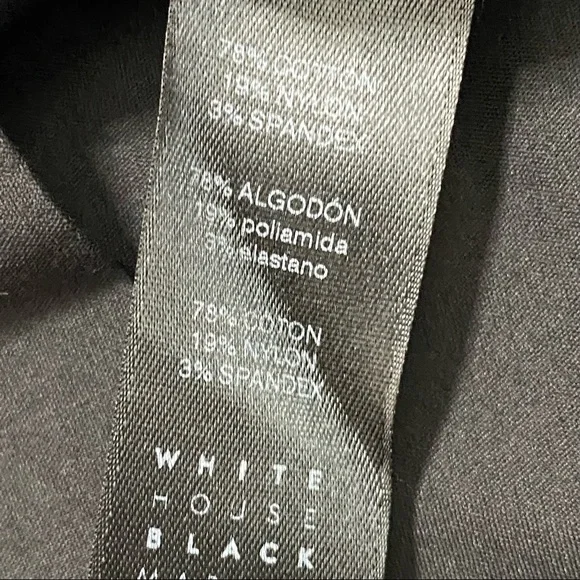 78% COTTON
19% NYLON
3% SPANDEX
78% ALGODÓN
19% poliamida
3% elastano
78% COTON
19% NYLON
3% SPANDEX
WHITE
HOUSE
BLACK